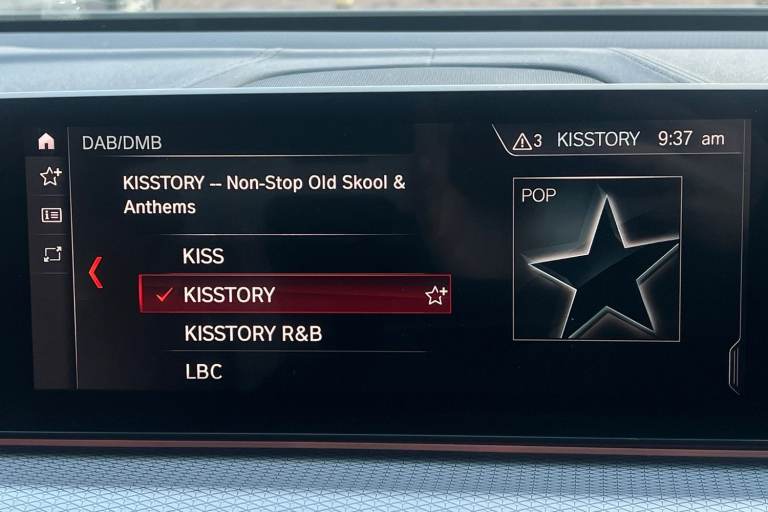 DAB/DMB
3 KISSTORY 9:37 am
KISSTORY -- Non-Stop Old Skool &
Anthems
POP
KISS
KISSTORY
KISSTORY R&B
LBC